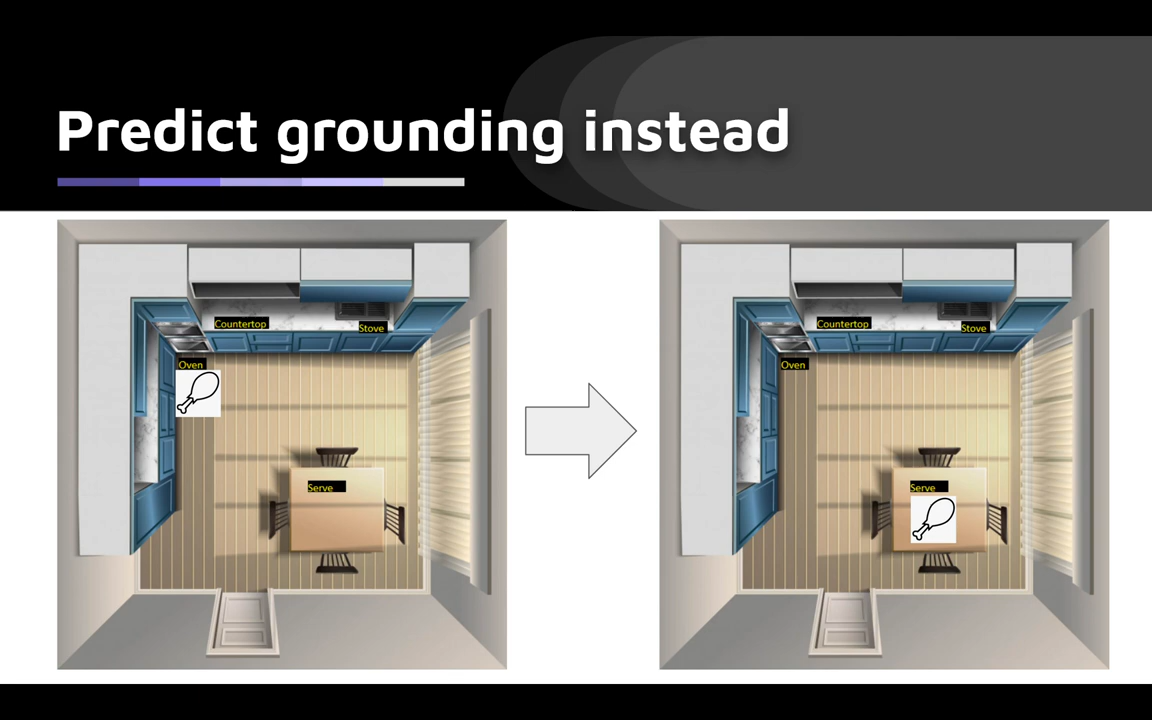 Predict grounding instead
Countertop
Stove
Oven
Serve
Countertop
Stove
Oven
Serve